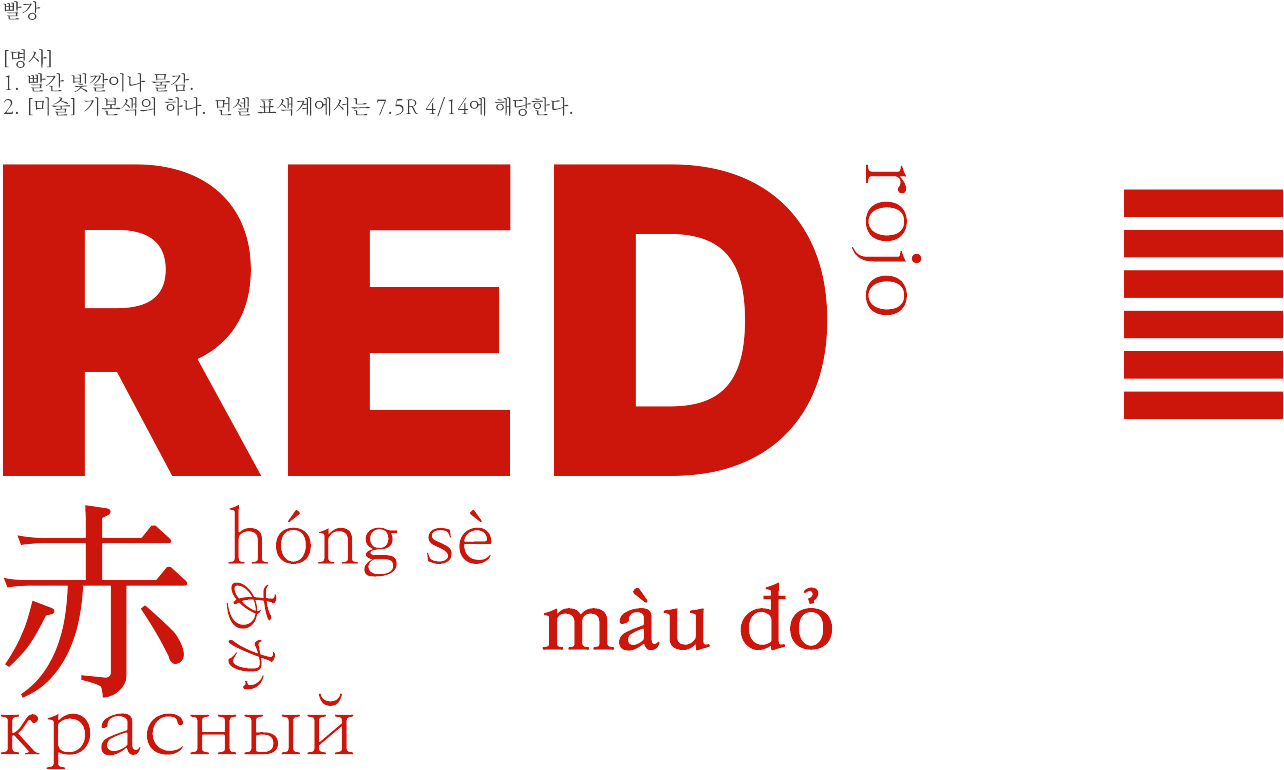 빨강
[명사]
1. 빨간 빛깔이나 물감.
2. [미술] 기본색의 하나. 먼셀 표색계에서는 7.5R 4/14에 해당한다.
RED
rojo
赤
hóng sè
あか
màu đỏ
красный